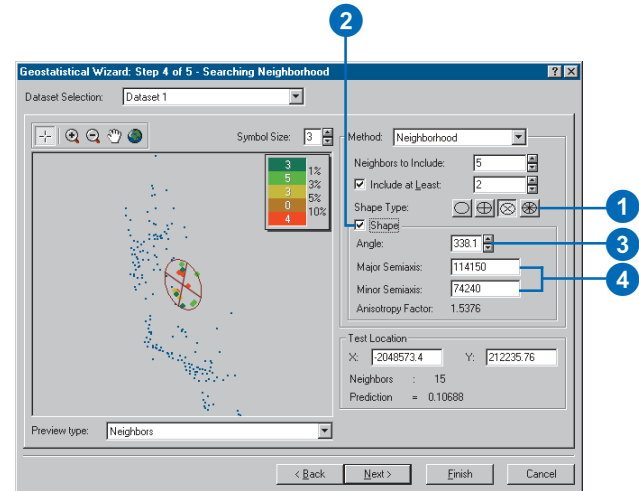 2
Geostatistical Wizard: Step 4 of 5 - Searching Neighborhood
Dataset Selection: Dataset 1
Symbol Size: 3
3
5
3
0
4
1%
3%
5%
10%
Preview type: Neighbors
Method: Neighborhood
Neighbors to Include: 5
Include at Least: 2
Shape Type:
1
Shape
Angle: 338.1
3
Major Semiaxis: 114150
Minor Semiaxis: 74240
4
Anisotropy Factor: 1.5376
Test Location
X: -2048573.4 Y: 212235.76
Neighbors : 15
Prediction = 0.10688
< Back Next > Finish Cancel